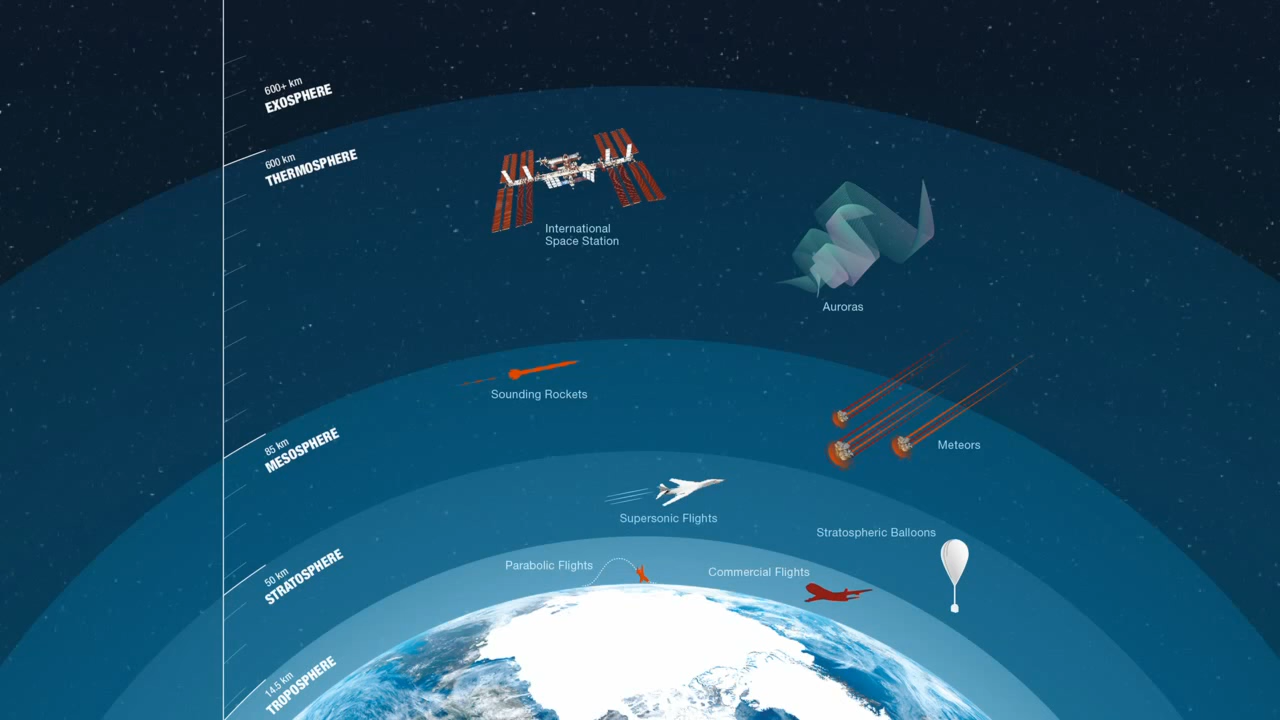 600+ km
EXOSPHERE
600 km
THERMOSPHERE
International
Space Station
Auroras
Sounding Rockets
85 km
MESOSPHERE
Meteors
Supersonic Flights
Stratospheric Balloons
50 km
STRATOSPHERE
Parabolic Flights
Commercial Flights
14.5 km
TROPOSPHERE